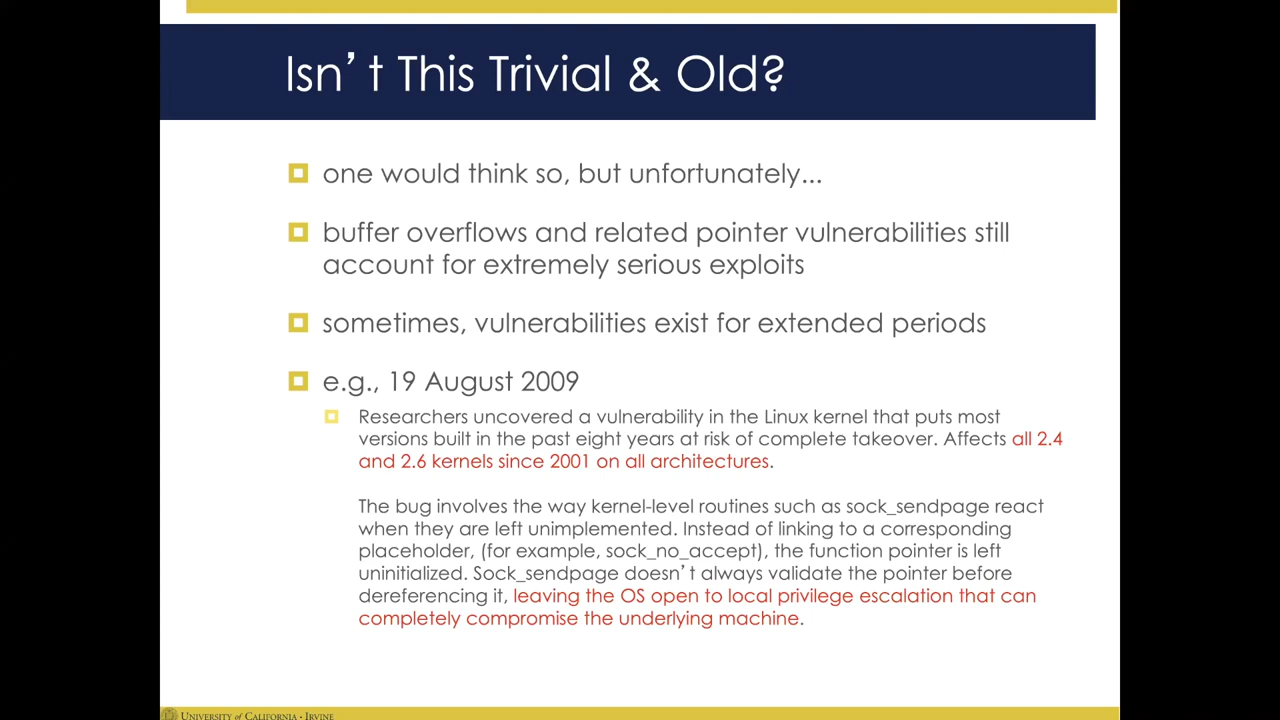 Isn’t This Trivial & Old?
one would think so, but unfortunately...
buffer overflows and related pointer vulnerabilities still
account for extremely serious exploits
sometimes, vulnerabilities exist for extended periods
e.g., 19 August 2009
Researchers uncovered a vulnerability in the Linux kernel that puts most
versions built in the past eight years at risk of complete takeover. Affects all 2.4
and 2.6 kernels since 2001 on all architectures.
The bug involves the way kernel-level routines such as sock_sendpage react
when they are left unimplemented. Instead of linking to a corresponding
placeholder, (for example, sock_no_accept), the function pointer is left
uninitialized. Sock_sendpage doesn’t always validate the pointer before
dereferencing it, leaving the OS open to local privilege escalation that can
completely compromise the underlying machine.
UNIVERSITY of CALIFORNIA · IRVINE